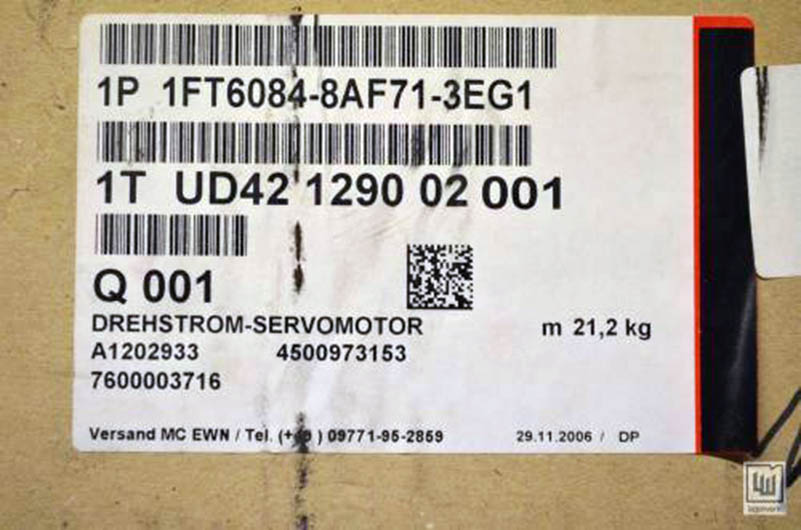 1P 1FT6084-8AF71-3EG1
1T UD42 1290 02 001
Q 001
DREHSTROM-SERVOMOTOR m 21,2 kg
A1202933 4500973153
7600003716
Versand MC EWN / Tel. (+ ) 09771-95-2859 29.11.2006 / DP